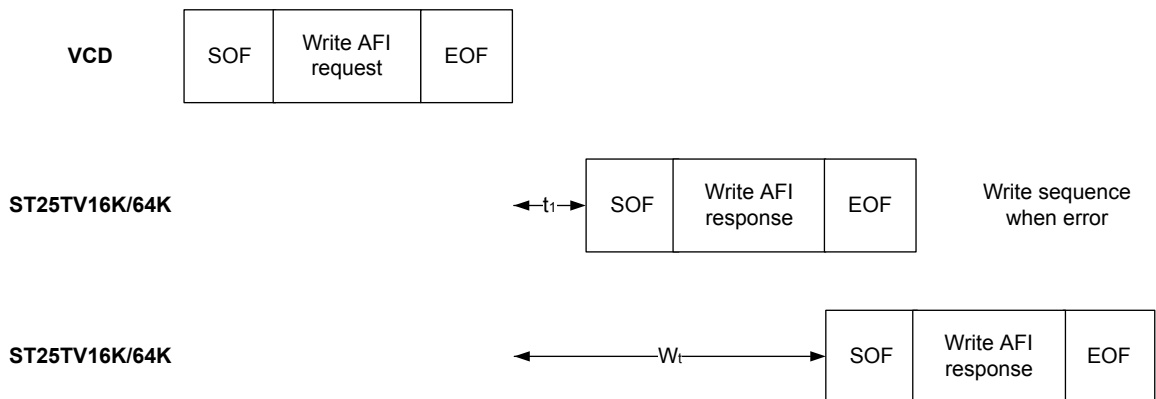 VCD
SOF
Write AFI
request
EOF
ST25TV16K/64K
t1
SOF
Write AFI
response
EOF
Write sequence
when error
ST25TV16K/64K
Wt
SOF
Write AFI
response
EOF